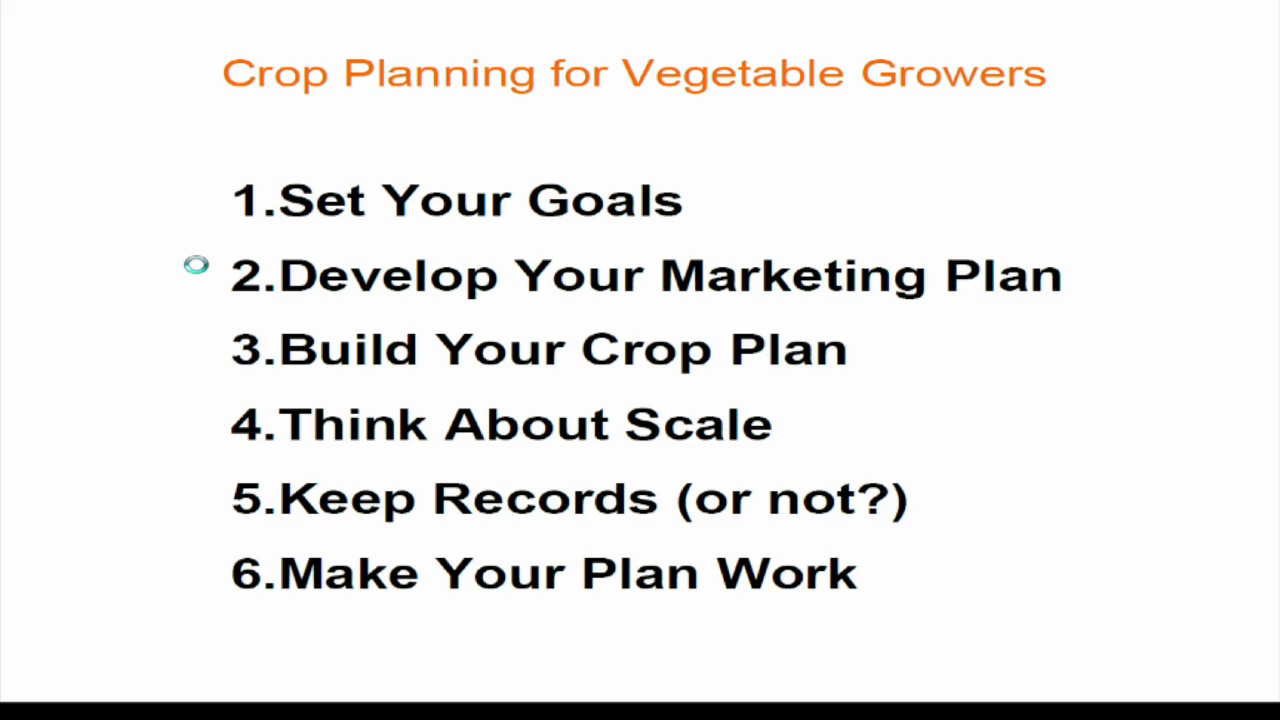 Crop Planning for Vegetable Growers
1.Set Your Goals
2.Develop Your Marketing Plan
3.Build Your Crop Plan
4.Think About Scale
5.Keep Records (or not?)
6.Make Your Plan Work